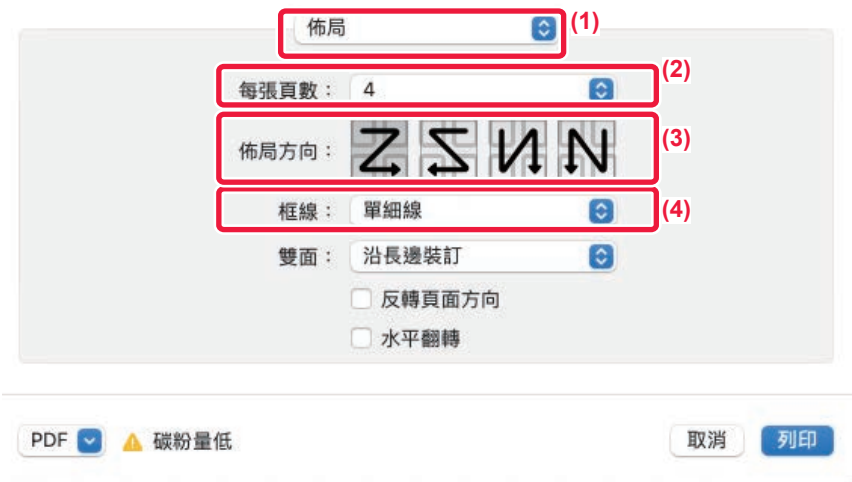 佈局 (1)
每張頁數： 4 (2)
佈局方向： (3)
框線： 單細線 (4)
雙面： 沿長邊裝訂
反轉頁面方向
水平翻轉
PDF 碳粉量低 取消 列印